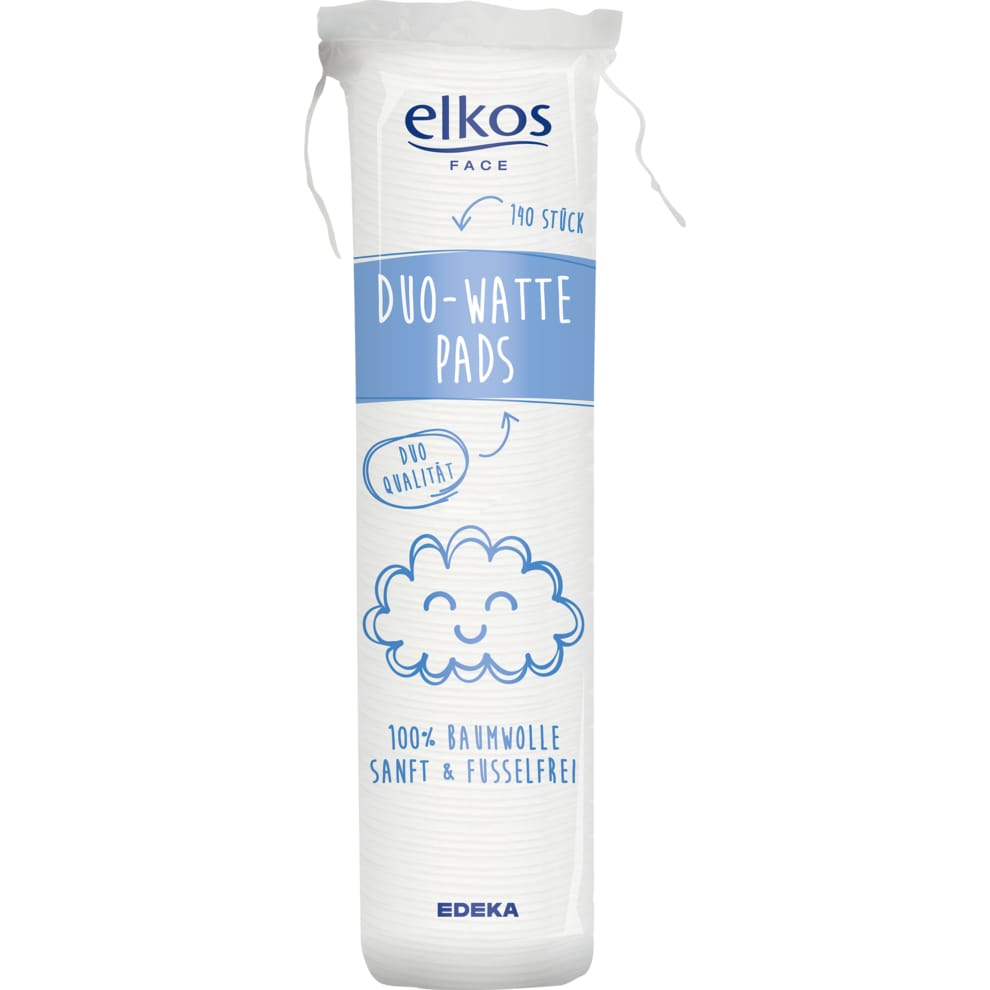 elkos
FACE
140 STÜCK
DUO-WATTE
PADS
DUO
QUALITÄT
100% BAUMWOLLE
SANFT & FUSSELFREI
EDEKA